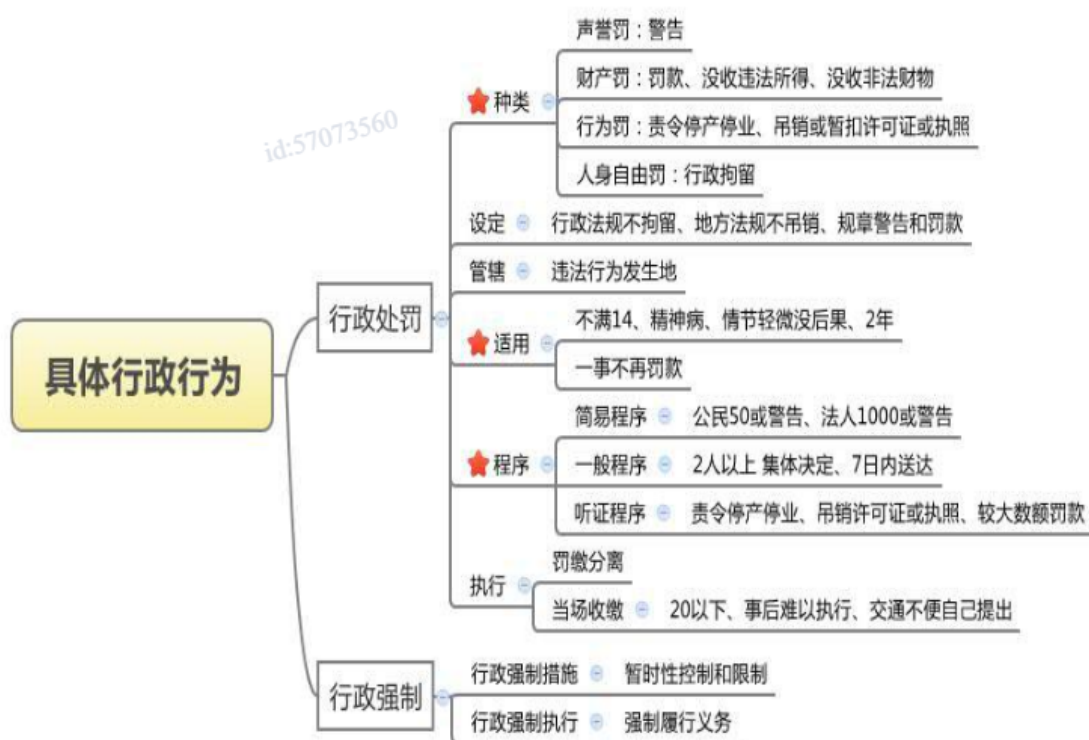 具体行政行为
行政处罚
种类
声誉罚：警告
财产罚：罚款、没收违法所得、没收非法财物
行为罚：责令停产停业、吊销或暂扣许可证或执照
人身自由罚：行政拘留
设定
行政法规不拘留、地方法规不吊销、规章警告和罚款
管辖
违法行为发生地
适用
不满14、精神病、情节轻微没后果、2年
一事不再罚款
程序
简易程序
公民50或警告、法人1000或警告
一般程序
2人以上 集体决定、7日内送达
听证程序
责令停产停业、吊销许可证或执照、较大数额罚款
执行
罚缴分离
当场收缴
20以下、事后难以执行、交通不便自己提出
行政强制
行政强制措施
暂时性控制和限制
行政强制执行
强制履行义务
id:57073560